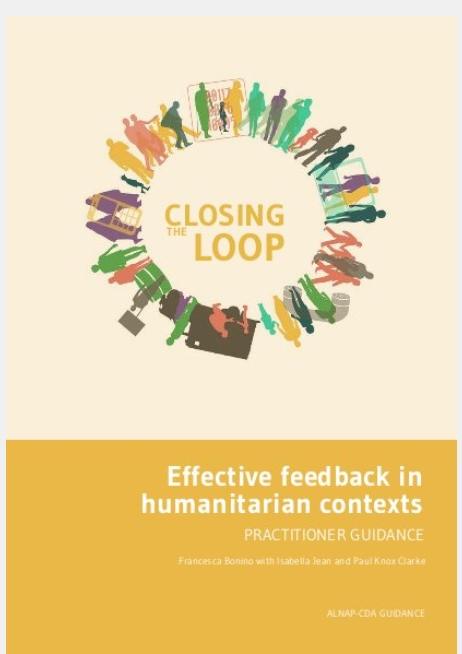 CLOSING
THE
LOOP
Effective feedback in
humanitarian contexts
PRACTITIONER GUIDANCE
Francesca Bonino with Isabella Jean and Paul Knox Clarke
ALNAP-CDA GUIDANCE